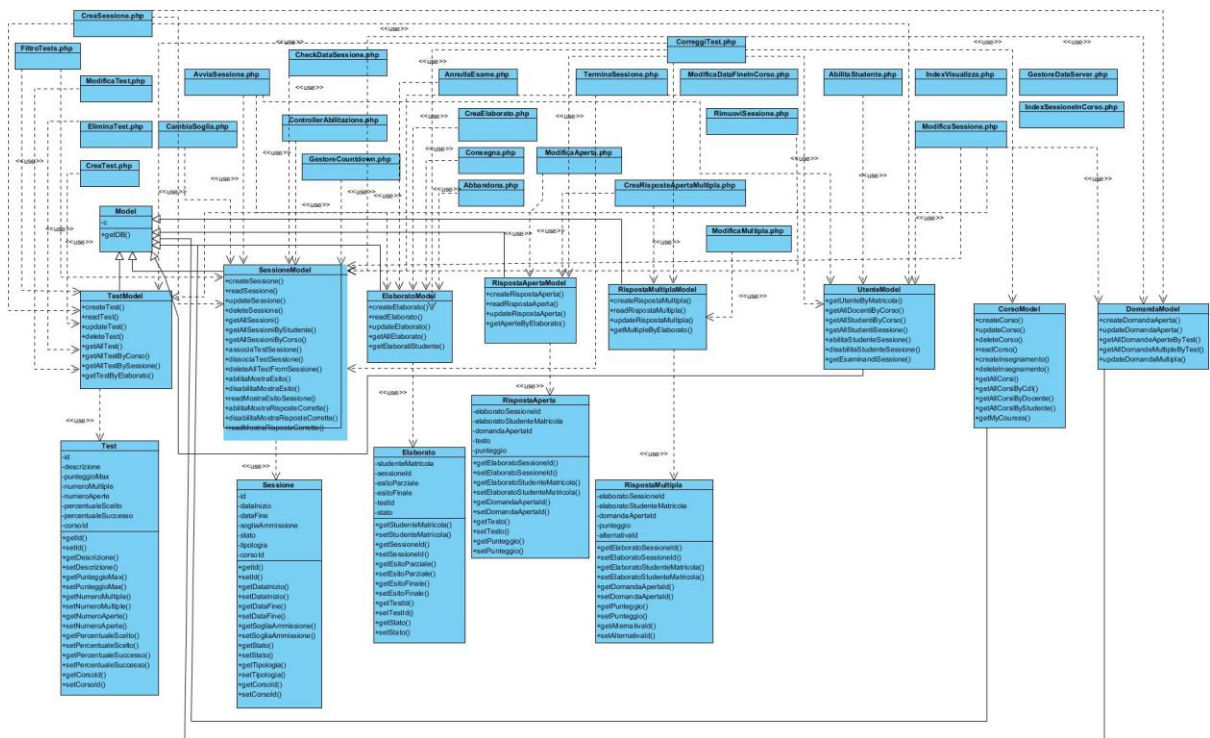 CreaSessione.php
<<use>>
FiltroTests.php
CheckDataSessione.php
CorreggiTest.php
ModificaTest.php
AvviaSessione.php
AnnullaEsame.php
TerminaSessione.php
ModificaDataFineInCorso.php
AbilitaStudente.php
IndexVisualizza.php
GestoreDataServer.php
IndexSessioneInCorso.php
EliminaTest.php
CambiaSoglia.php
ControllerAbilitazione.php
CreaElaborato.php
RimuoviSessione.php
ModificaSessione.php
CreaTest.php
GestoreCountdown.php
Consegna.php
ModificaAperta.php
Abbandona.php
CreaRisposteApertaMultipla.php
ModificaMultipla.php
Model
-c
+getDB()
TestModel
+createTest()
+readTest()
+updateTest()
+deleteTest()
+getAllTest()
+getAllTestByCorso()
+getAllTestBySessione()
+getTestByElaborato()
SessioneModel
+createSessione()
+readSessione()
+updateSessione()
+deleteSessione()
+getAllSessioni()
+getAllSessioniByStudente()
+getAllSessioniByCorso()
+associaTestSessione()
+dissociaTestSessione()
+deleteAllTestFromSessione()
+abilitaMostraEsito()
+disabilitaMostraEsito()
+readMostraEsitoSessione()
+abilitaMostraRisposteCorrette()
+disabilitaMostraRisposteCorrette()
+readMostraRisposteCorrette()
ElaboratoModel
+createElaborato()
+readElaborato()
+updateElaborato()
+getAllElaborato()
+getElaboratiStudente()
RispostaApertaModel
+createRispostaAperta()
+readRispostaAperta()
+updateRispostaAperta()
+getAperteByElaborato()
RispostaMultiplaModel
+createRispostaMultipla()
+readRispostaMultipla()
+updateRispostaMultipla()
+getMultipleByElaborato()
UtenteModel
+getUtenteByMatricola()
+getAllDocentiByCorso()
+getAllStudentiByCorso()
+getAllStudentiSessione()
+abilitaStudenteSessione()
+disabilitaStudenteSessione()
+getEsaminandiSessione()
CorsoModel
+createCorso()
+updateCorso()
+deleteCorso()
+readCorso()
+createInsegnamento()
+deleteInsegnamento()
+getAllCorsi()
+getAllCorsiByCdl()
+getAllCorsiByDocente()
+getAllCorsiByStudente()
+getMyCourses()
DomandaModel
+createDomandaAperta()
+updateDomandaAperta()
+getAllDomandeAperteByTest()
+getAllDomandeMultipleByTest()
+updateDomandaMultipla()
Test
-id
-descrizione
-punteggioMax
-numeroMultiple
-numeroAperte
-percentualeScelto
-percentualeSuccesso
-corsoId
+getId()
+setId()
+getDescrizione()
+setDescrizione()
+getPunteggioMax()
+setPunteggioMax()
+getNumeroMultiple()
+setNumeroMultiple()
+getNumeroAperte()
+setNumeroAperte()
+getPercentualeScelto()
+setPercentualeScelto()
+getPercentualeSuccesso()
+setPercentualeSuccesso()
+getCorsoId()
+setCorsoId()
Sessione
-id
-dataInizio
-dataFine
-sogliaAmmissione
-stato
-tipologia
-corsoId
+getId()
+setId()
+getDataInizio()
+setDataInizio()
+getDataFine()
+setDataFine()
+getSogliaAmmissione()
+setSogliaAmmissione()
+getStato()
+setStato()
+getTipologia()
+setTipologia()
+getCorsoId()
+setCorsoId()
Elaborato
-studenteMatricola
-sessioneId
-esitoParziale
-esitoFinale
-testId
-stato
+getStudenteMatricola()
+setStudenteMatricola()
+getSessioneId()
+setSessioneId()
+getEsitoParziale()
+setEsitoParziale()
+getEsitoFinale()
+setEsitoFinale()
+getTestId()
+setTestId()
+getStato()
+setStato()
RispostaAperta
-elaboratoSessioneId
-elaboratoStudenteMatricola
-domandaApertaId
-testo
-punteggio
+getElaboratoSessioneId()
+setElaboratoSessioneId()
+getElaboratoStudenteMatricola()
+setElaboratoStudenteMatricola()
+getDomandaApertaId()
+setDomandaApertaId()
+getTesto()
+setTesto()
+getPunteggio()
+setPunteggio()
RispostaMultipla
-elaboratoSessioneId
-elaboratoStudenteMatricola
-domandaApertaId
-punteggio
-alternativaId
+getElaboratoSessioneId()
+setElaboratoSessioneId()
+getElaboratoStudenteMatricola()
+setElaboratoStudenteMatricola()
+getDomandaApertaId()
+setDomandaApertaId()
+getPunteggio()
+setPunteggio()
+getAlternativaId()
+setAlternativaId()